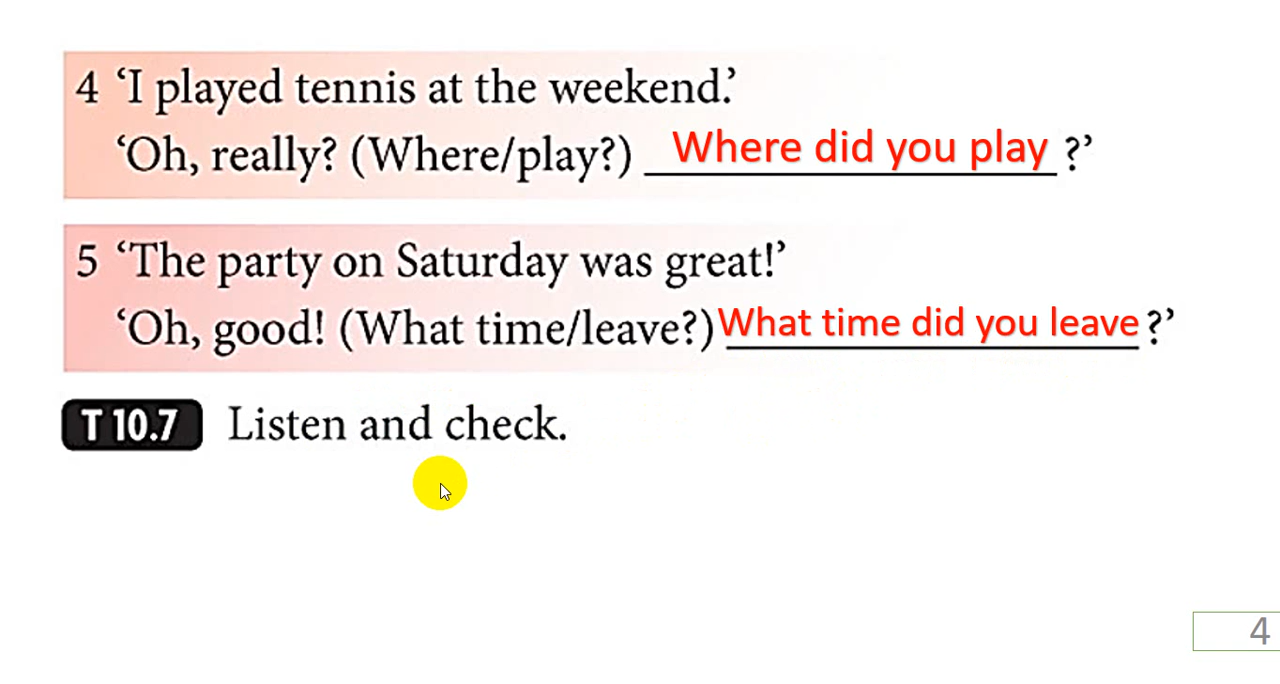 4 ‘I played tennis at the weekend.’
‘Oh, really? (Where/play?) Where did you play ?’
5 ‘The party on Saturday was great!’
‘Oh, good! (What time/leave?) What time did you leave ?’
T 10.7 Listen and check.
4